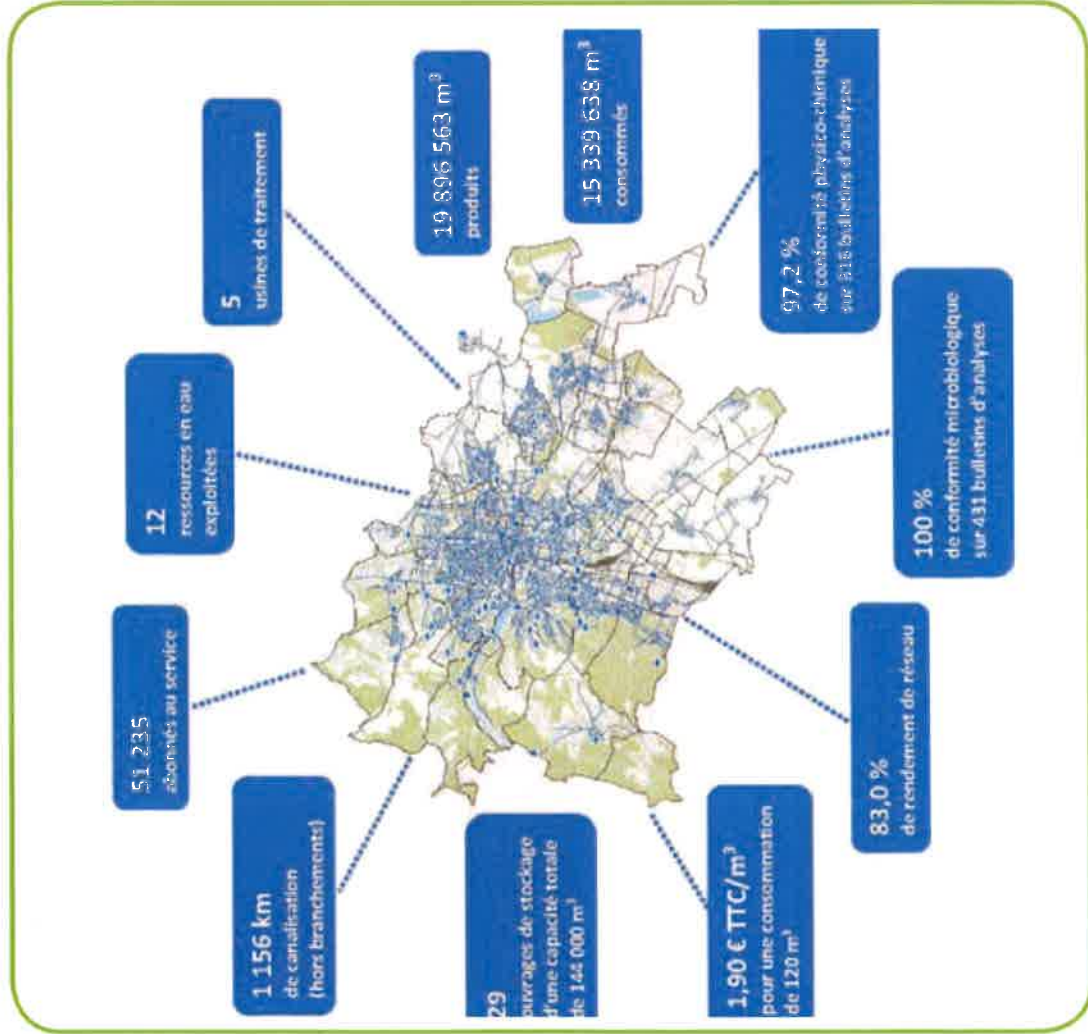 51 235
abonnés au service
12
ressources en eau
exploitées
5
usines de traitement
1 156 km
de canalisation
(hors branchements)
19 896 563 m³
produits
29
ouvrages de stockage
d'une capacité totale
de 144 000 m³
15 339 638 m³
consommés
1,90 € TTC/m³
pour une consommation
de 120 m³
83,0 %
de rendement de réseau
100 %
de conformité microbiologique
sur 431 bulletins d'analyses
97,2 %
de conformité physico-chimique
sur 816 bulletins d'analyses